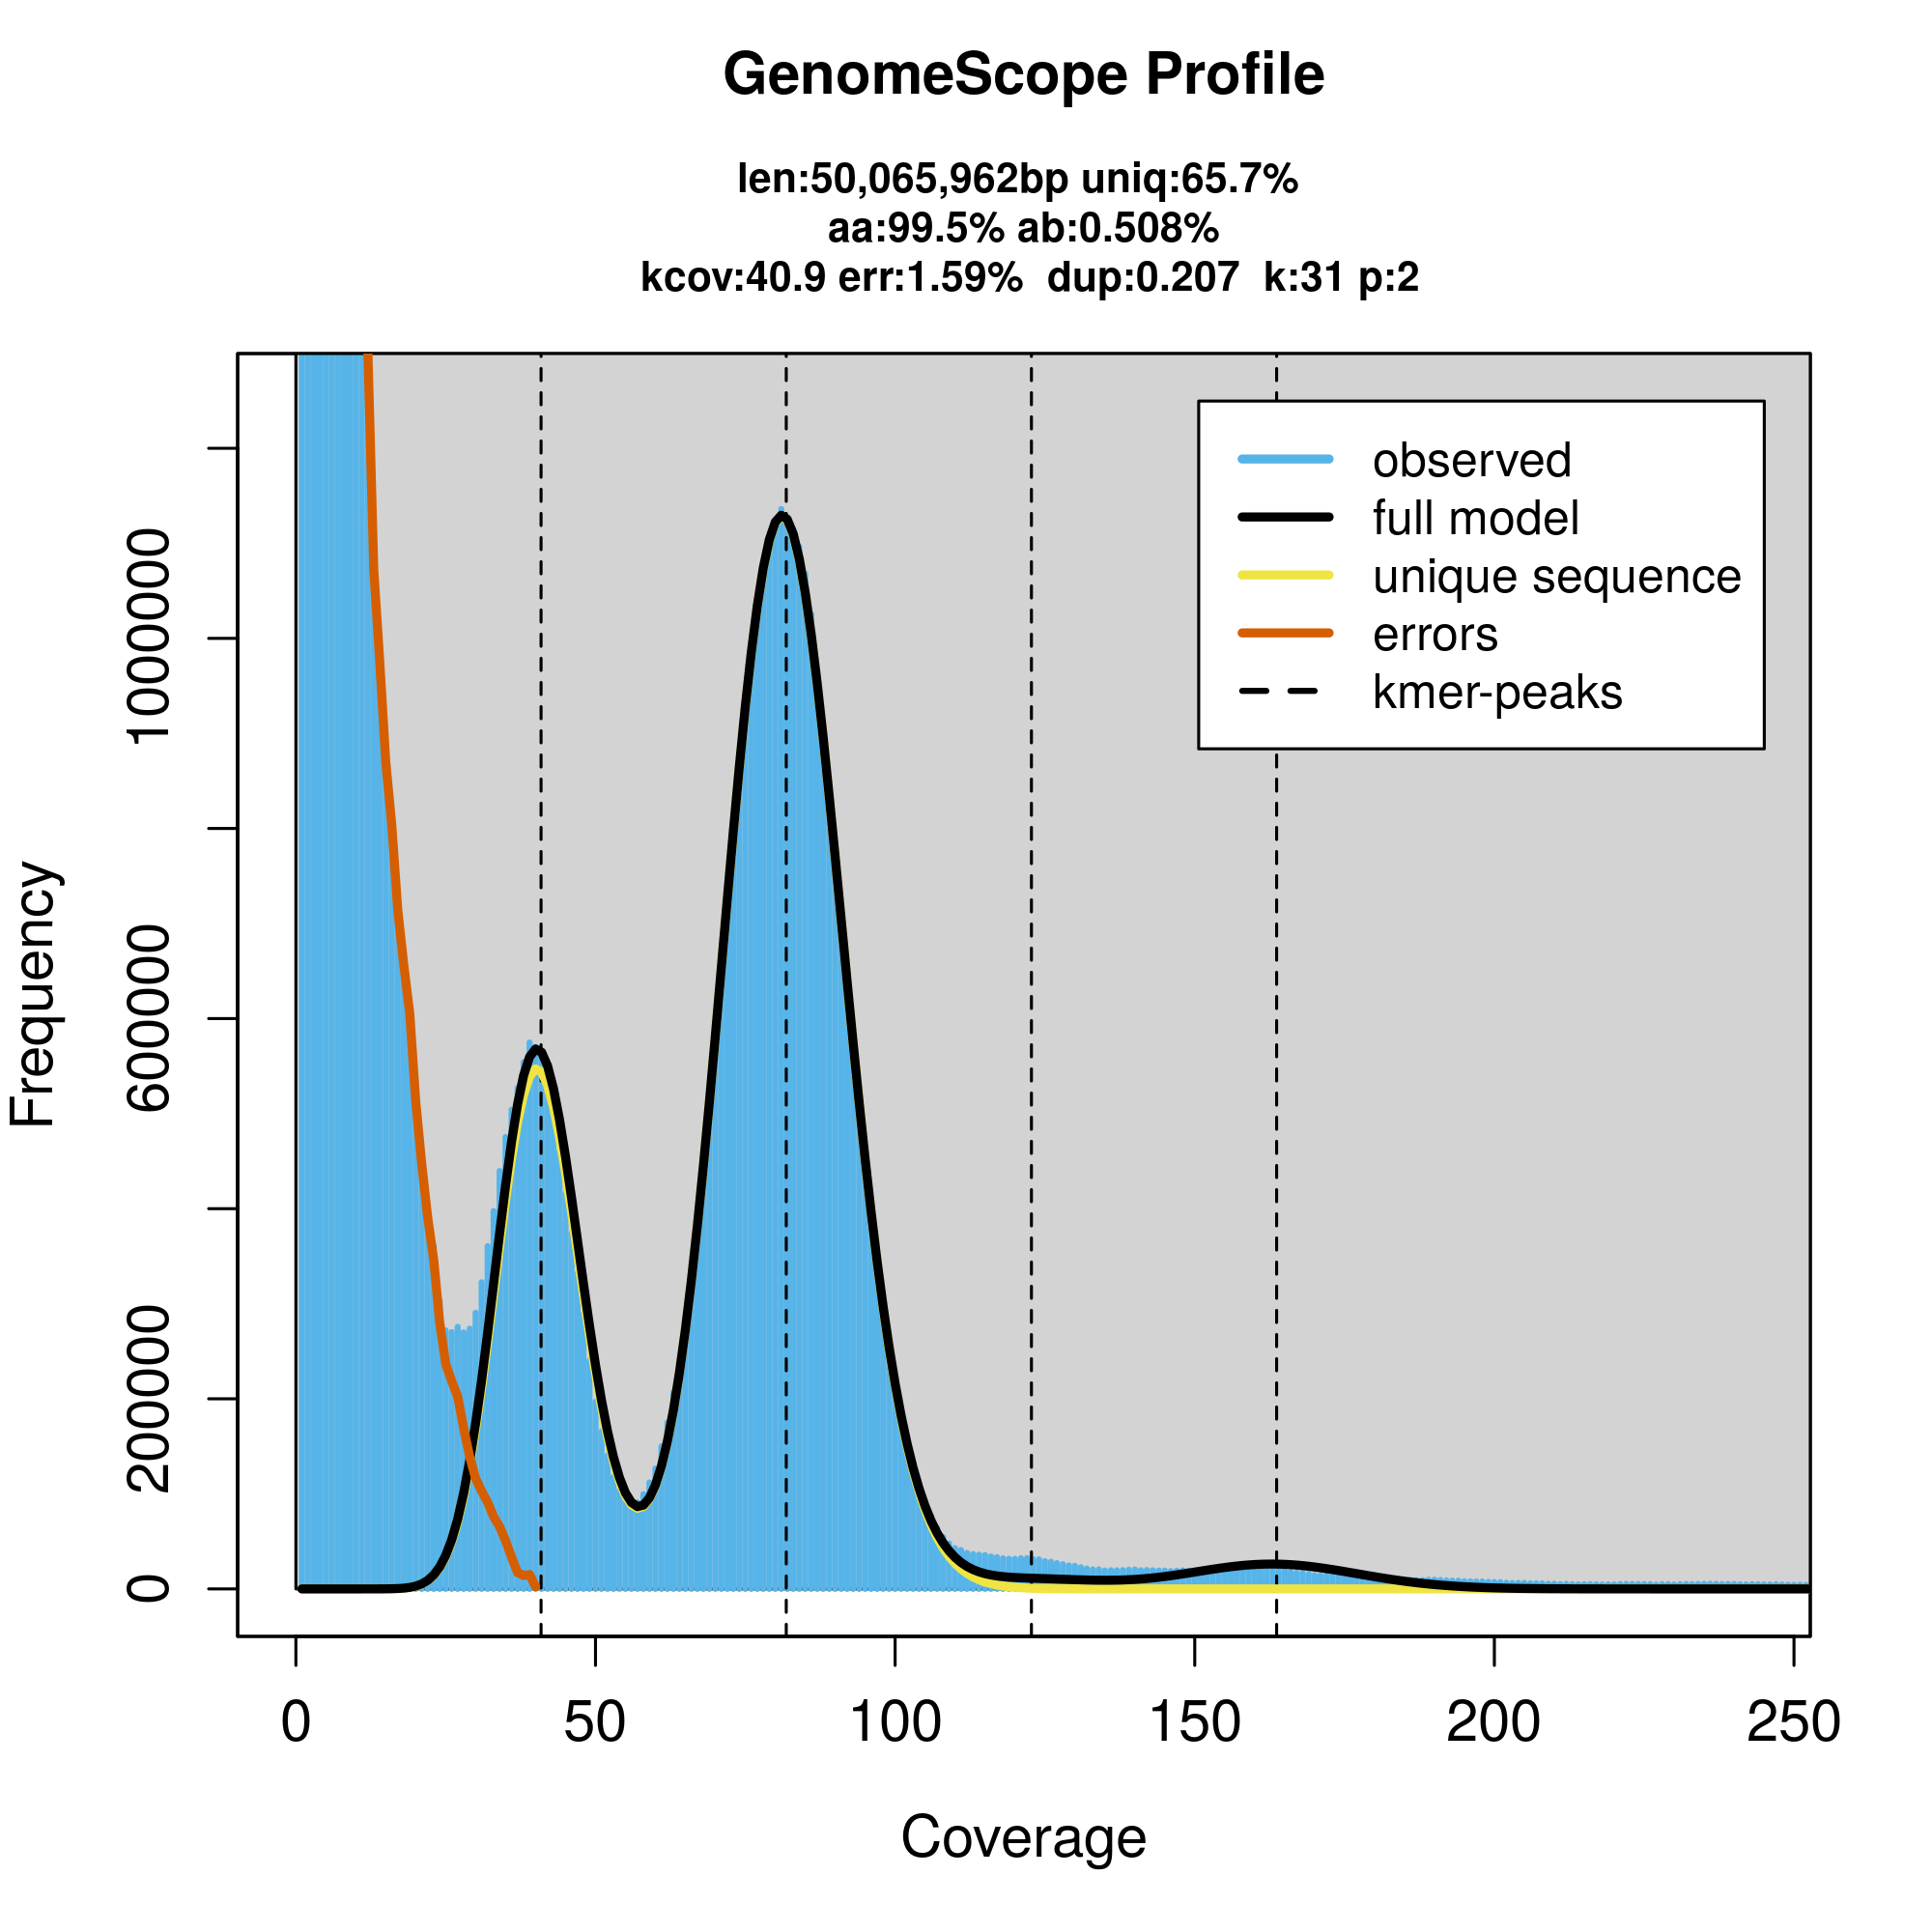 GenomeScope Profile
len:50,065,962bp uniq:65.7%
aa:99.5% ab:0.508%
kcov:40.9 err:1.59% dup:0.207 k:31 p:2
observed
full model
unique sequence
errors
kmer-peaks
Frequency
1000000
600000
200000
0
0 50 100 150 200 250
Coverage